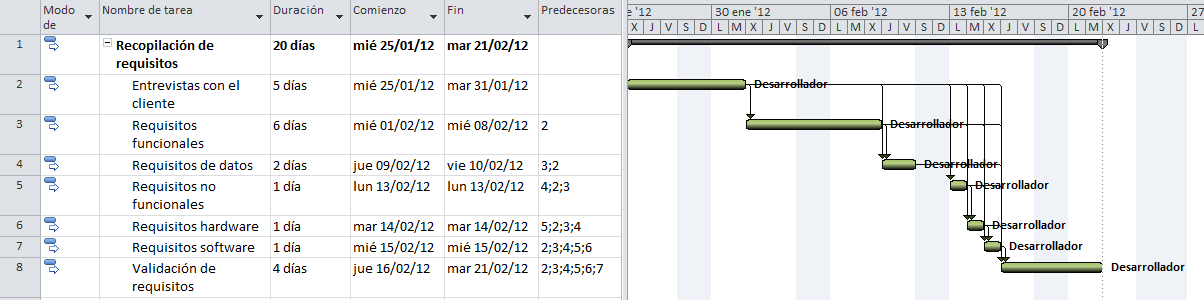 Modo de Nombre de tarea Duración Comienzo Fin Predecesoras
e '12 30 ene '12 06 feb '12 13 feb '12 20 feb '12 27
X J V S D L M X J V S D L M X J V S D L M X J V S D L M X J V S D L
1 Recopilación de requisitos 20 días mié 25/01/12 mar 21/02/12
2 Entrevistas con el cliente 5 días mié 25/01/12 mar 31/01/12 Desarrollador
3 Requisitos funcionales 6 días mié 01/02/12 mié 08/02/12 2 Desarrollador
4 Requisitos de datos 2 días jue 09/02/12 vie 10/02/12 3;2 Desarrollador
5 Requisitos no funcionales 1 día lun 13/02/12 lun 13/02/12 4;2;3 Desarrollador
6 Requisitos hardware 1 día mar 14/02/12 mar 14/02/12 5;2;3;4 Desarrollador
7 Requisitos software 1 día mié 15/02/12 mié 15/02/12 2;3;4;5;6 Desarrollador
8 Validación de requisitos 4 días jue 16/02/12 mar 21/02/12 2;3;4;5;6;7 Desarrollador